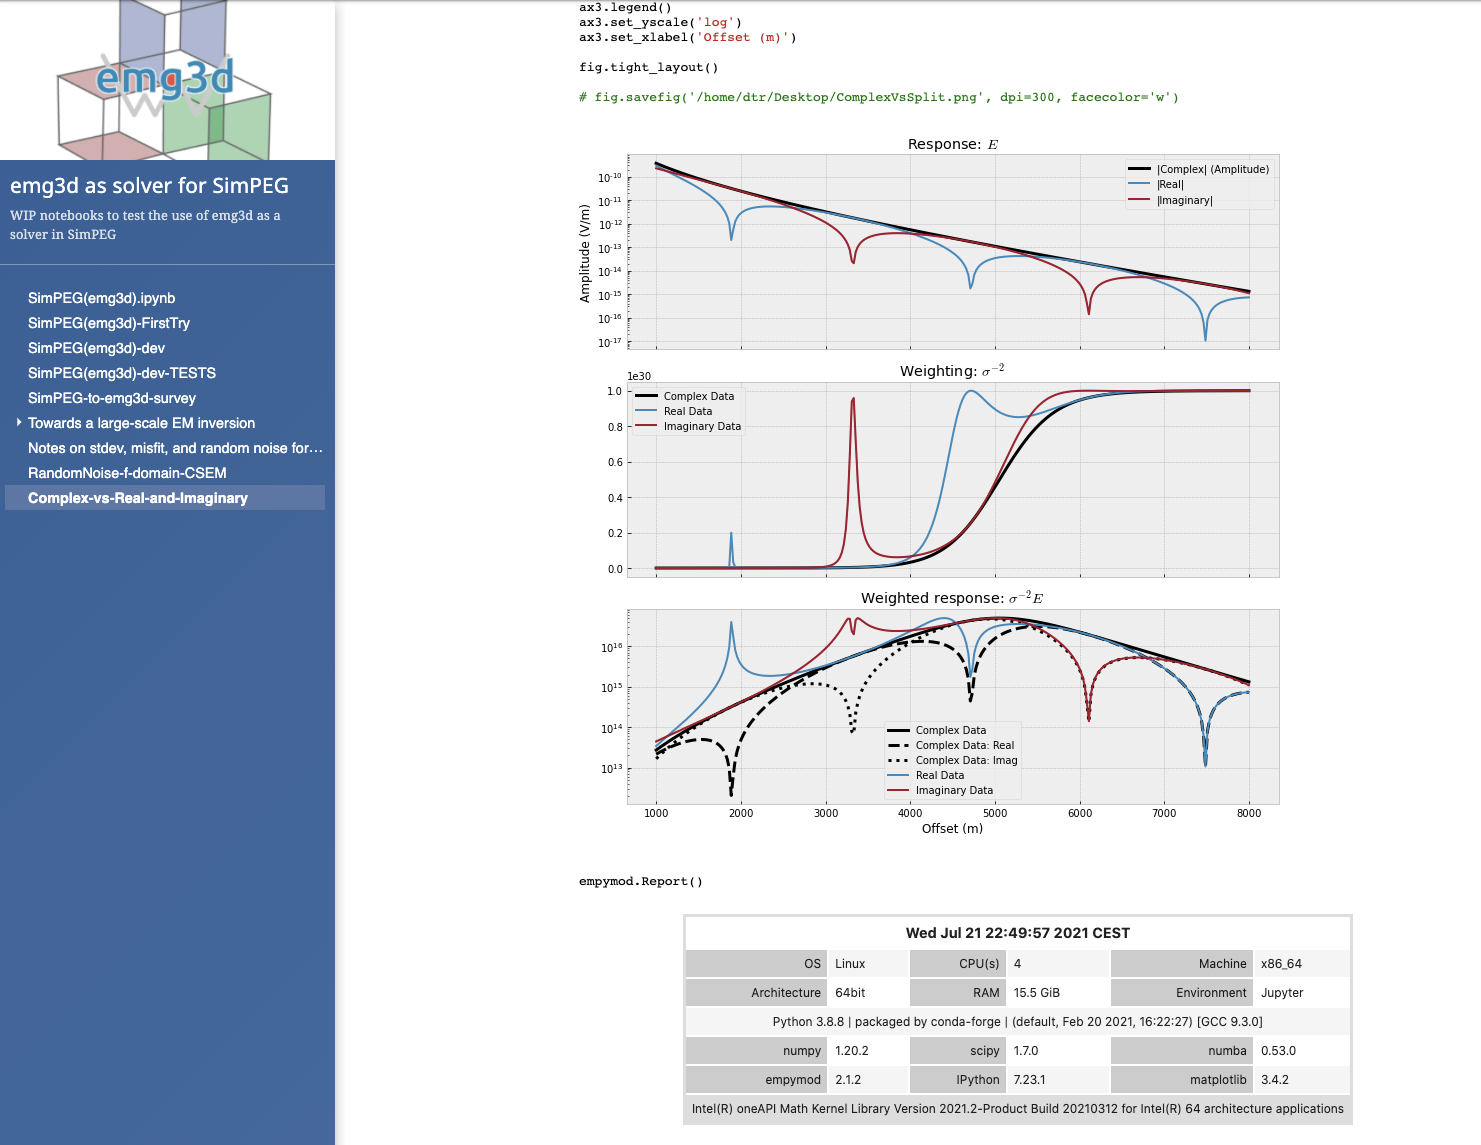 emg3d
emg3d as solver for SimPEG
WIP notebooks to test the use of emg3d as a
solver in SimPEG
SimPEG(emg3d).ipynb
SimPEG(emg3d)-FirstTry
SimPEG(emg3d)-dev
SimPEG(emg3d)-dev-TESTS
SimPEG-to-emg3d-survey
Towards a large-scale EM inversion
Notes on stdev, misfit, and random noise for…
RandomNoise-f-domain-CSEM
Complex-vs-Real-and-Imaginary
ax3.legend()
ax3.set_yscale('log')
ax3.set_xlabel('Offset (m)')
fig.tight_layout()
# fig.savefig('/home/dtr/Desktop/ComplexVsSplit.png', dpi=300, facecolor='w')
Response: E
Amplitude (V/m)
10⁻¹⁰
10⁻¹¹
10⁻¹²
10⁻¹³
10⁻¹⁴
10⁻¹⁵
10⁻¹⁶
10⁻¹⁷
|Complex| (Amplitude)
|Real|
|Imaginary|
Weighting: σ⁻²
1e30
1.0
0.8
0.6
0.4
0.2
0.0
Complex Data
Real Data
Imaginary Data
Weighted response: σ⁻²E
10¹⁶
10¹⁵
10¹⁴
10¹³
Complex Data
Complex Data: Real
Complex Data: Imag
Real Data
Imaginary Data
1000 2000 3000 4000 5000 6000 7000 8000
Offset (m)
empymod.Report()
Wed Jul 21 22:49:57 2021 CEST
OS Linux CPU(s) 4 Machine x86_64
Architecture 64bit RAM 15.5 GiB Environment Jupyter
Python 3.8.8 | packaged by conda-forge | (default, Feb 20 2021, 16:22:27) [GCC 9.3.0]
numpy 1.20.2 scipy 1.7.0 numba 0.53.0
empymod 2.1.2 IPython 7.23.1 matplotlib 3.4.2
Intel(R) oneAPI Math Kernel Library Version 2021.2-Product Build 20210312 for Intel(R) 64 architecture applications